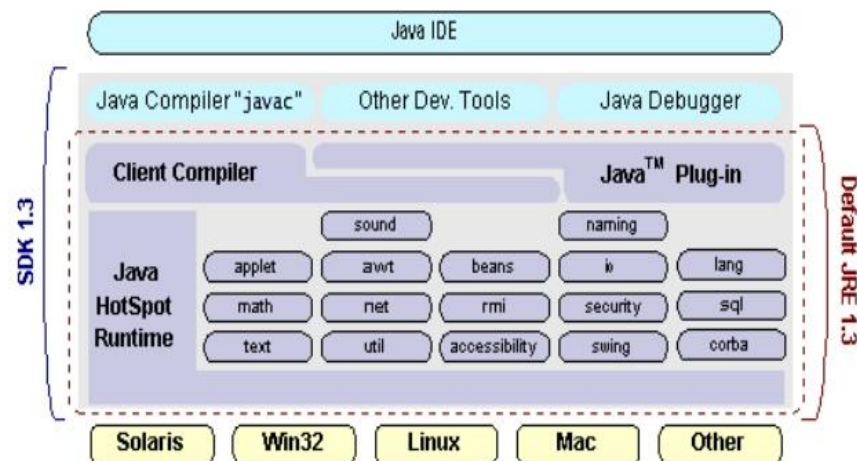 Java IDE
Java Compiler "javac"
Other Dev. Tools
Java Debugger
Client Compiler
Java™ Plug-in
SDK 1.3
Default JRE 1.3
Java
HotSpot
Runtime
sound
naming
applet
awt
beans
io
lang
math
net
rmi
security
sql
text
util
accessibility
swing
corba
Solaris
Win32
Linux
Mac
Other